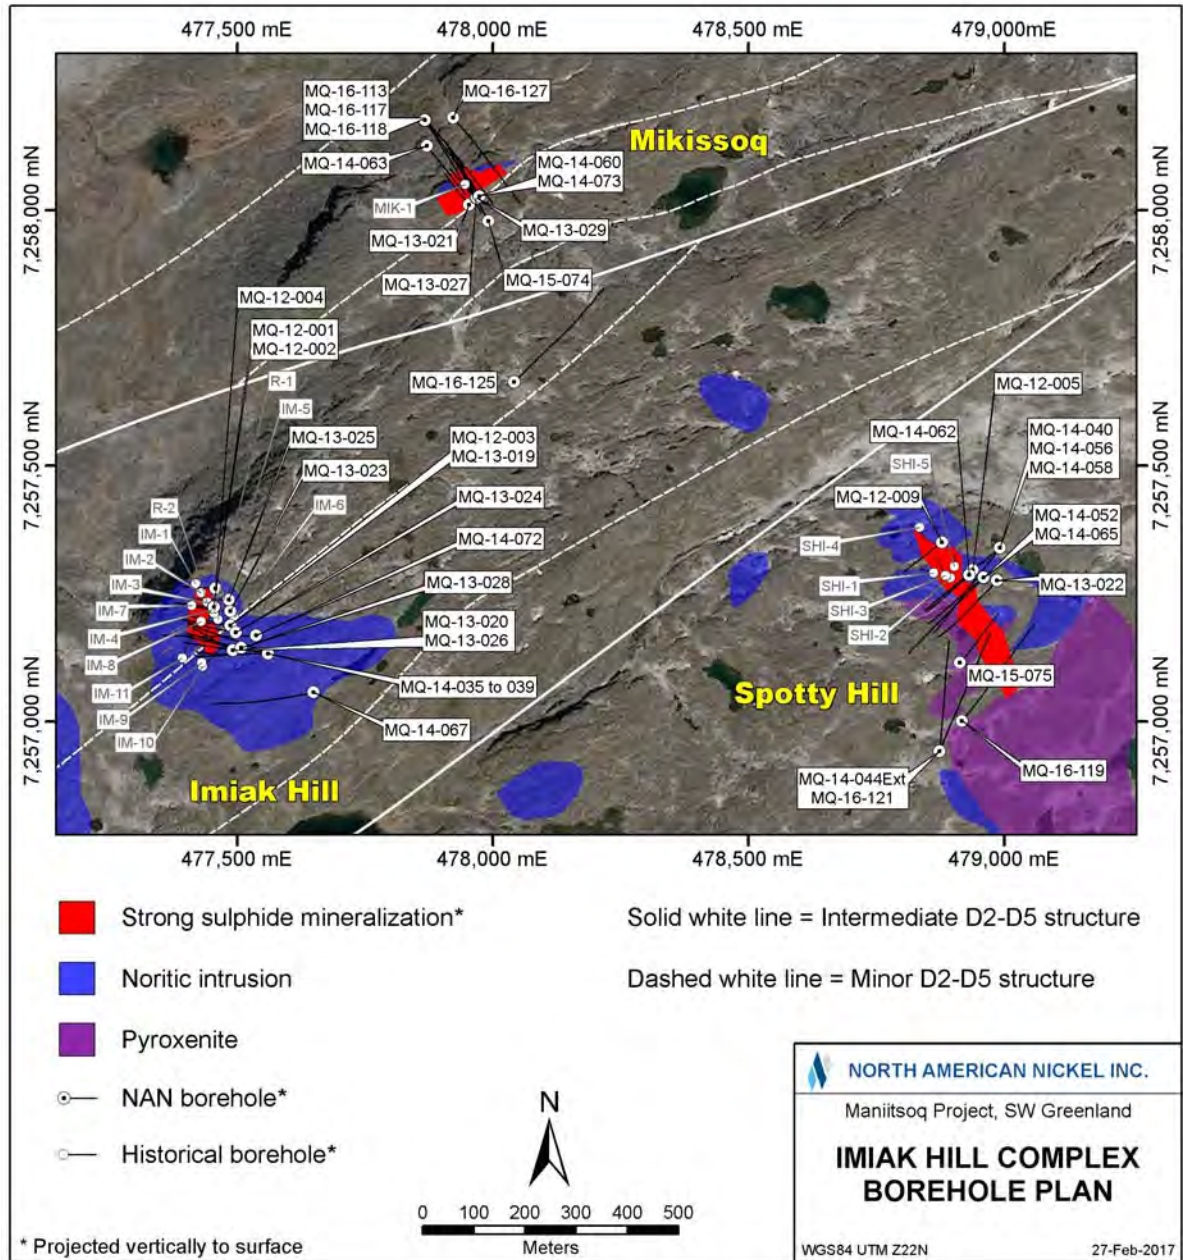 477,500 mE
478,000 mE
478,500 mE
479,000mE
7,258,000 mN
7,258,000 mN
7,257,500 mN
7,257,500 mN
7,257,000 mN
7,257,000 mN
MQ-16-113
MQ-16-117
MQ-16-118
MQ-16-127
MQ-14-063
Mikissoq
MQ-14-060
MQ-14-073
MIK-1
MQ-13-021
MQ-13-029
MQ-13-027
MQ-15-074
MQ-12-004
MQ-12-001
MQ-12-002
R-1
IM-5
MQ-16-125
MQ-12-005
MQ-13-025
MQ-12-003
MQ-13-019
MQ-14-062
MQ-14-040
MQ-14-056
MQ-14-058
MQ-13-023
SHI-5
R-2
IM-6
MQ-13-024
MQ-12-009
IM-1
MQ-14-052
MQ-14-065
IM-2
MQ-14-072
SHI-4
IM-3
MQ-13-028
SHI-1
MQ-13-022
IM-7
SHI-3
IM-4
MQ-13-020
MQ-13-026
SHI-2
IM-8
IM-11
MQ-14-035 to 039
MQ-15-075
IM-9
Spotty Hill
IM-10
MQ-14-067
MQ-16-119
Imiak Hill
MQ-14-044Ext
MQ-16-121
477,500 mE
478,000 mE
478,500 mE
479,000 mE
Strong sulphide mineralization*
Solid white line = Intermediate D2-D5 structure
Noritic intrusion
Dashed white line = Minor D2-D5 structure
Pyroxenite
NAN borehole*
Historical borehole*
N
0 100 200 300 400 500
Meters
NORTH AMERICAN NICKEL INC.
Maniitsoq Project, SW Greenland
IMIAK HILL COMPLEX
BOREHOLE PLAN
WGS84 UTM Z22N
27-Feb-2017
* Projected vertically to surface